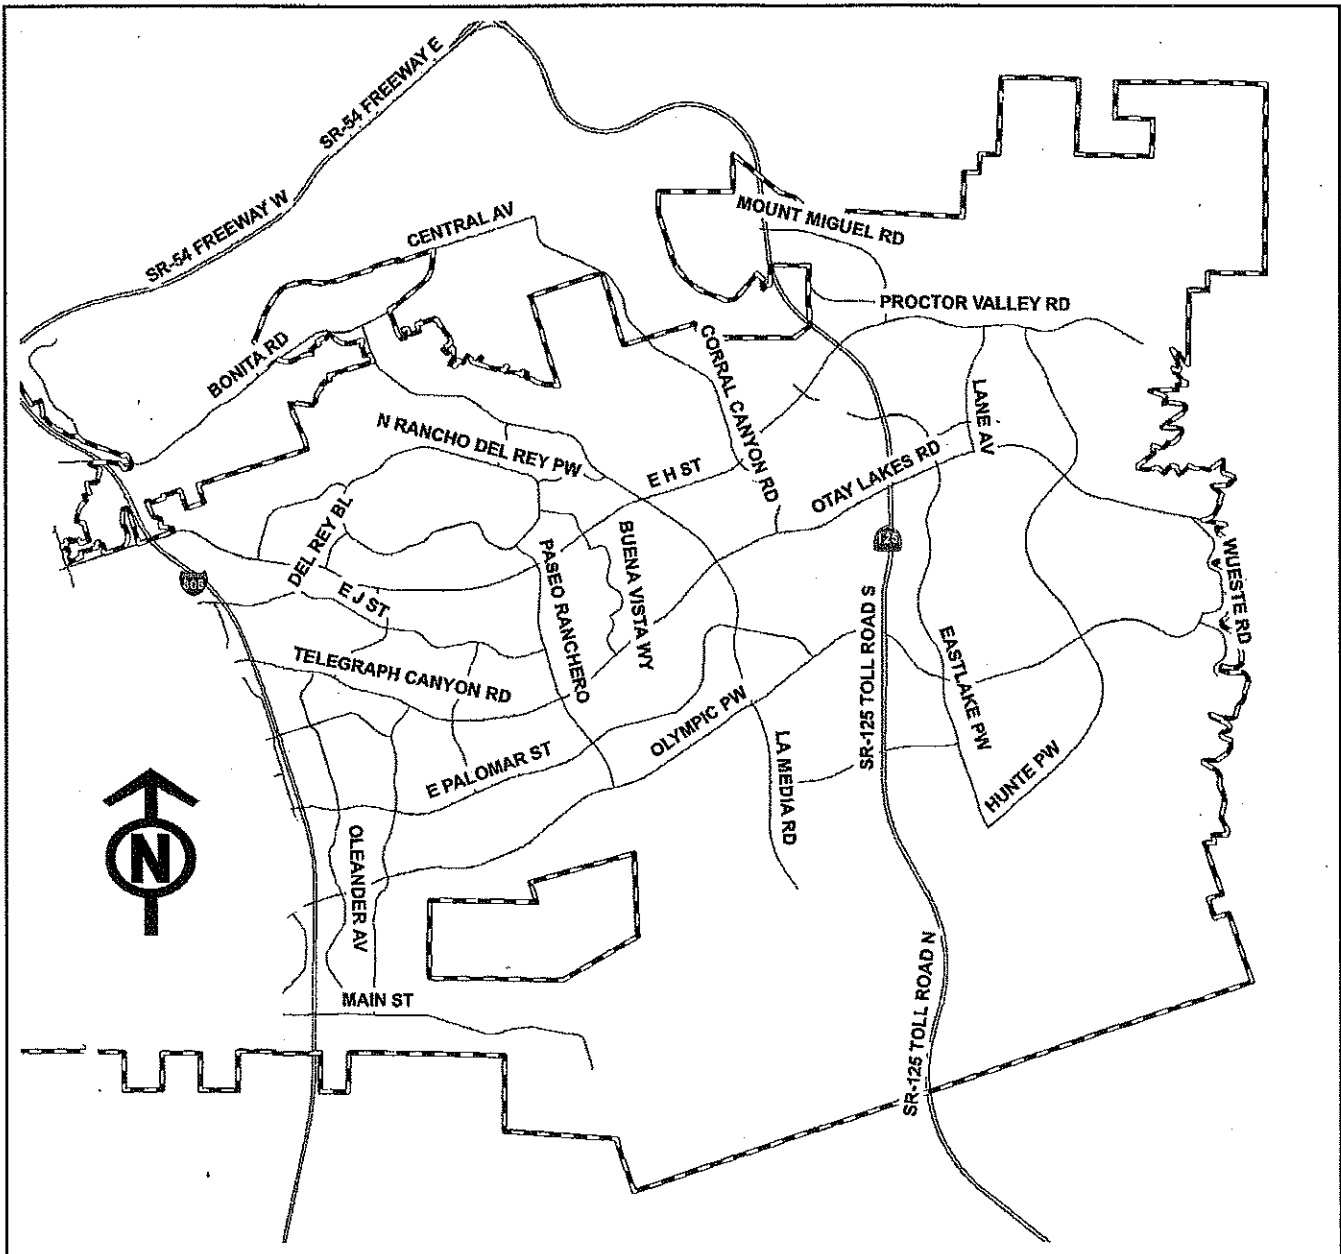 SR-54 FREEWAY E
SR-54 FREEWAY W
CENTRAL AV
MOUNT MIGUEL RD
PROCTOR VALLEY RD
BONITA RD
CORRAL CANYON RD
LANE AV
N RANCHO DEL REY PW
E H ST
OTAY LAKES RD
DEL REY BL
125
805
E J ST
PASEO RANCHERO
BUENA VISTA WY
WUESTE RD
TELEGRAPH CANYON RD
SR-125 TOLL ROAD S
EASTLAKE PW
OLYMPIC PW
E PALOMAR ST
LA MEDIA RD
HUNTE PW
N
OLEANDER AV
MAIN ST
SR-125 TOLL ROAD N